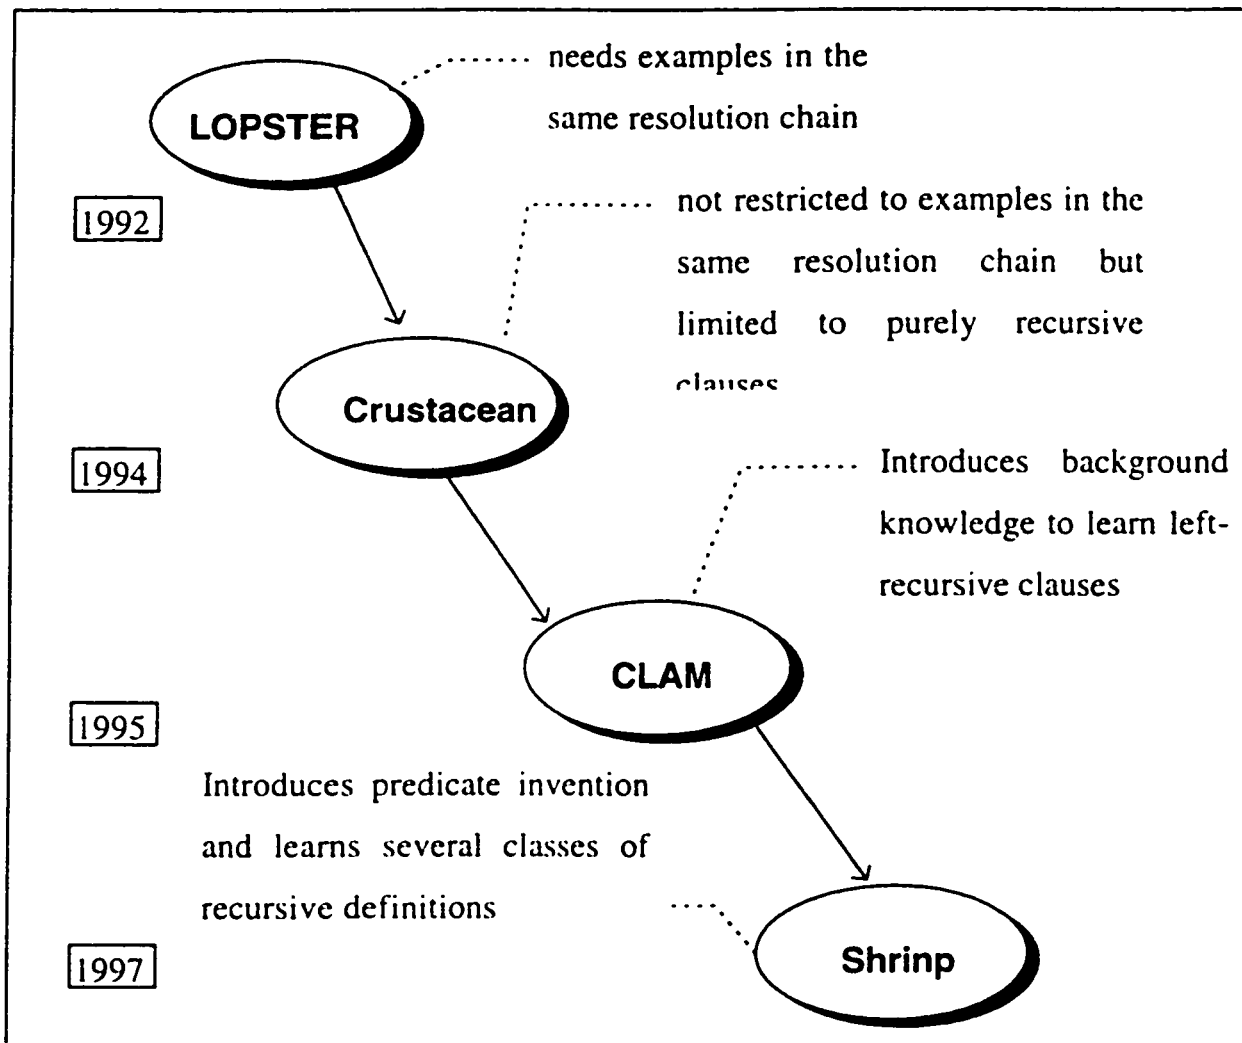 needs examples in the
same resolution chain
LOPSTER
1992
not restricted to examples in the
same resolution chain but
limited to purely recursive
clauses
Crustacean
1994
Introduces background
knowledge to learn left-
recursive clauses
CLAM
1995
Introduces predicate invention
and learns several classes of
recursive definitions
Shrinp
1997